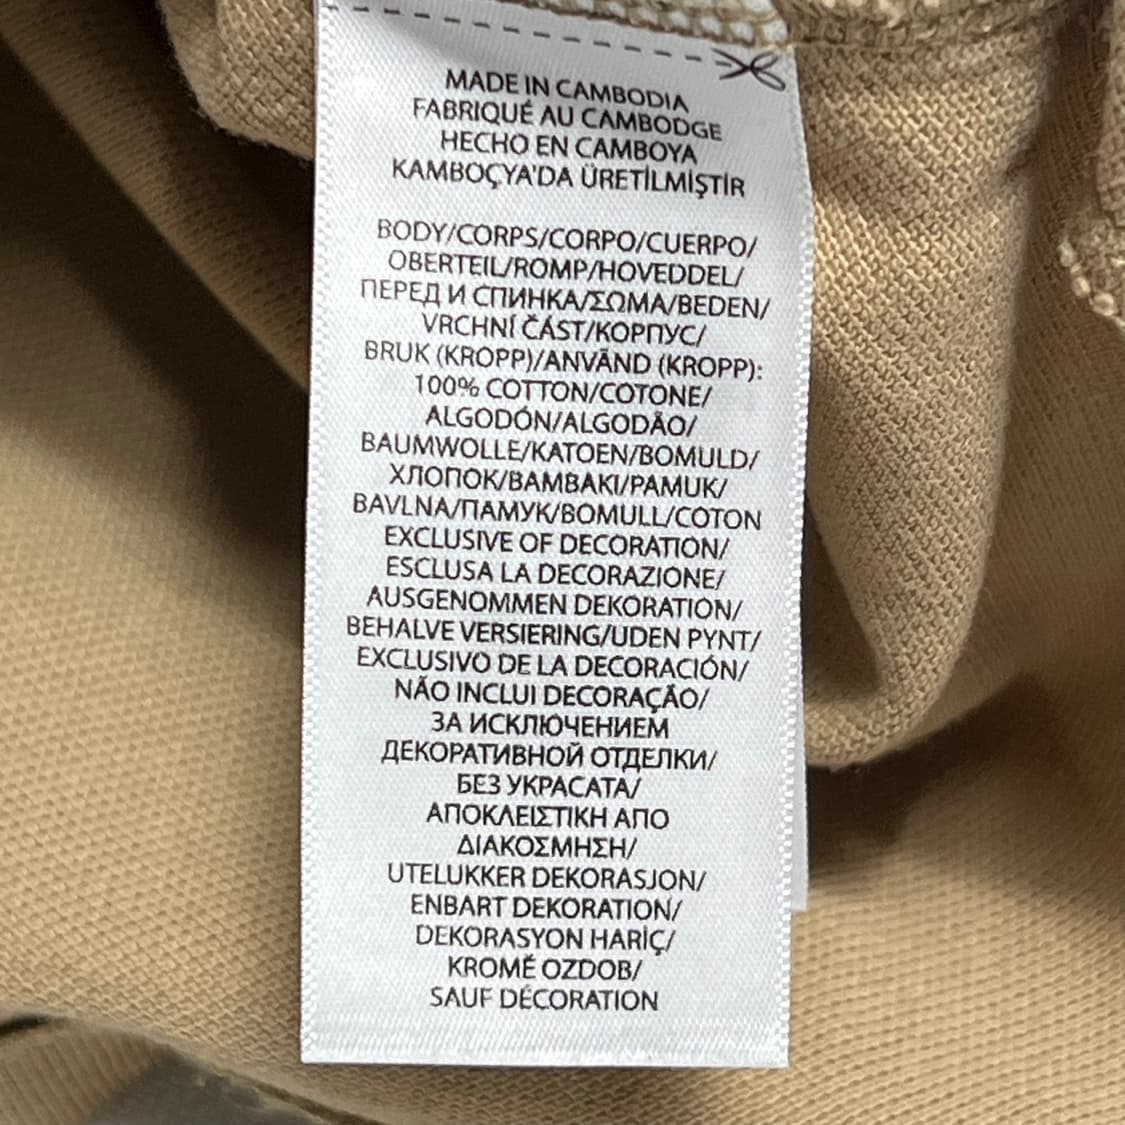 MADE IN CAMBODIA
FABRIQUÉ AU CAMBODGE
HECHO EN CAMBOYA
KAMBOÇYA'DA ÜRETİLMİŞTİR
BODY/CORPS/CORPO/CUERPO/
OBERTEIL/ROMP/HOVEDDEL/
ПЕРЕД И СПИНКА/ΣΩΜΑ/BEDEN/
VRCHNÍ ČÁST/КОРПУС/
BRUK (KROPP)/ANVÄND (KROPP):
100% COTTON/COTONE/
ALGODÓN/ALGODÃO/
BAUMWOLLE/KATOEN/BOMULD/
ХЛОПОК/ΒΑΜΒΑΚΙ/PAMUK/
BAVLNA/ПАМУК/BOMULL/COTON
EXCLUSIVE OF DECORATION/
ESCLUSA LA DECORAZIONE/
AUSGENOMMEN DEKORATION/
BEHALVE VERSIERING/UDEN PYNT/
EXCLUSIVO DE LA DECORACIÓN/
NÃO INCLUI DECORAÇÃO/
ЗА ИСКЛЮЧЕНИЕМ
ДЕКОРАТИВНОЙ ОТДЕЛКИ/
БЕЗ УКРАСАТА/
ΑΠΟΚΛΕΙΣΤΙΚΗ ΑΠΟ
ΔΙΑΚΟΣΜΗΣΗ/
UTELUKKER DEKORASJON/
ENBART DEKORATION/
DEKORASYON HARİÇ/
KROMÉ OZDOB/
SAUF DÉCORATION